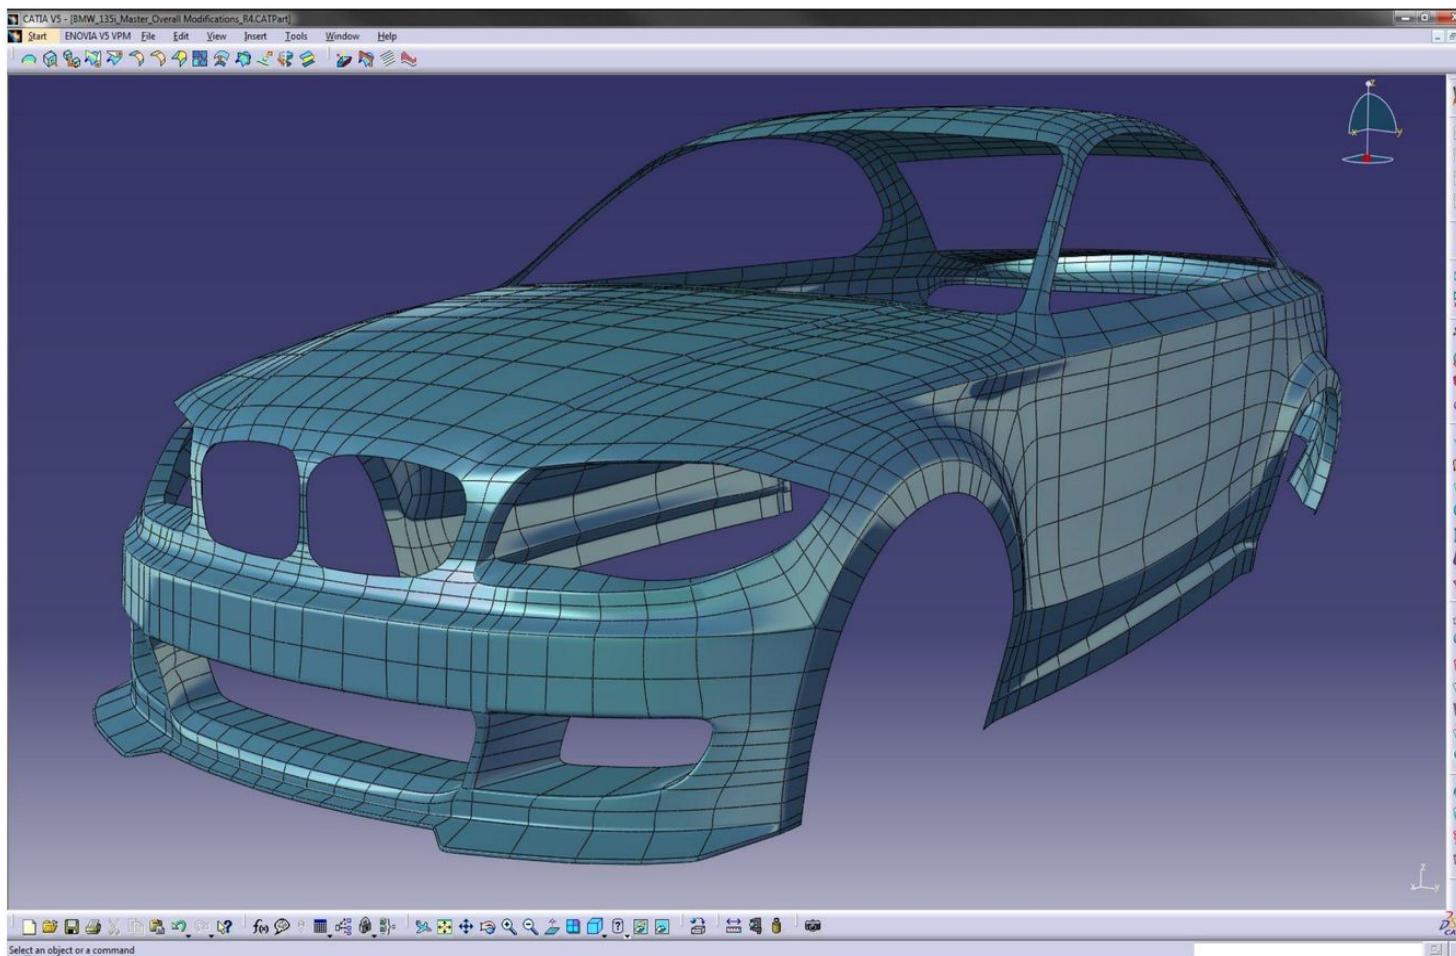 CATIA V5 - [BMW_135i_Master_Overall Modifications_R4.CATPart]
Start ENOVIA V5 VPM File Edit View Insert Tools Window Help
z
x y
z
x y
f(x) ?
Select an object or a command